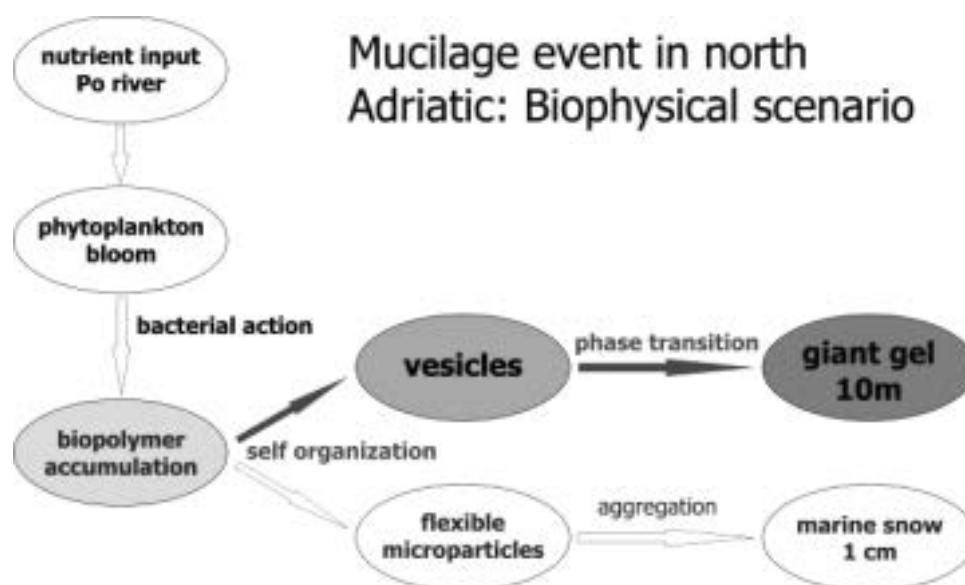 nutrient input
Po river
Mucilage event in north
Adriatic: Biophysical scenario
phytoplankton
bloom
bacterial action
vesicles
phase transition
giant gel
10m
biopolymer
accumulation
self organization
flexible
microparticles
aggregation
marine snow
1 cm